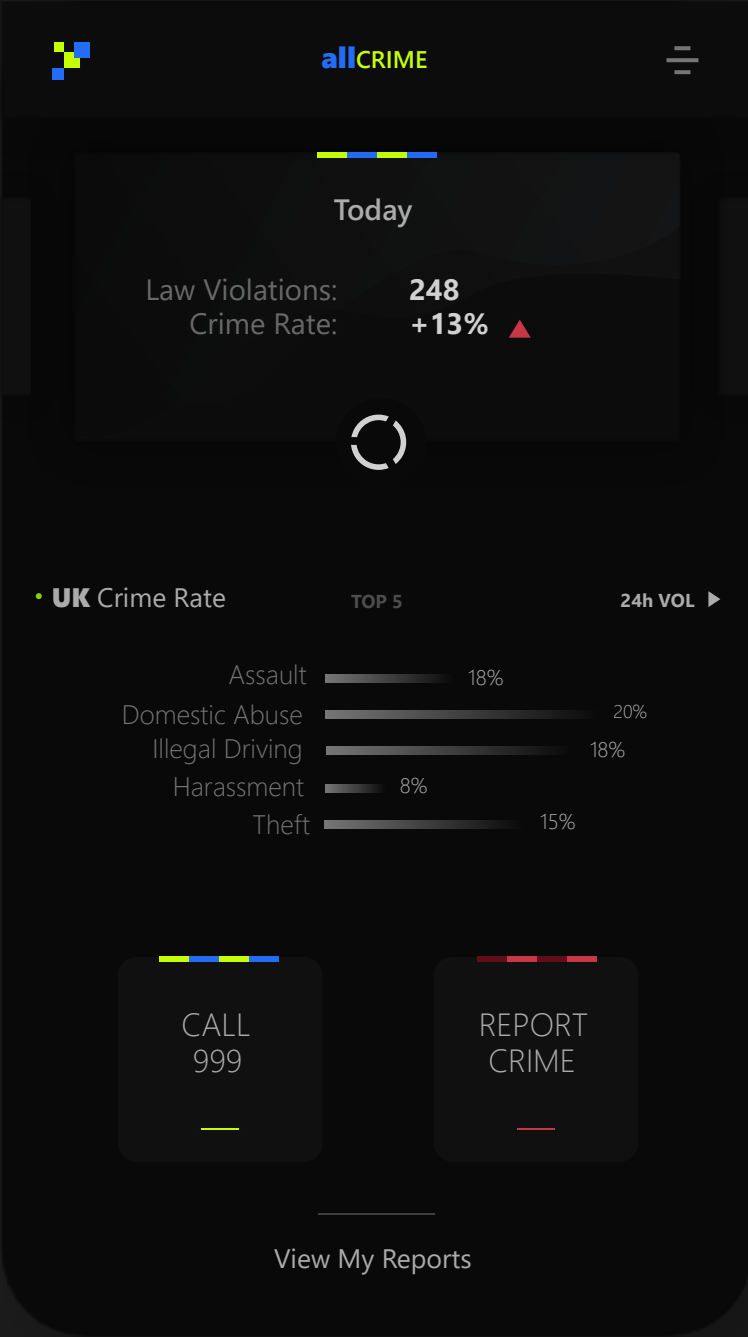 allCRIME
Today
Law Violations: 248
Crime Rate: +13%
UK Crime Rate TOP 5 24h VOL
Assault 18%
Domestic Abuse 20%
Illegal Driving 18%
Harassment 8%
Theft 15%
CALL
999
REPORT
CRIME
View My Reports